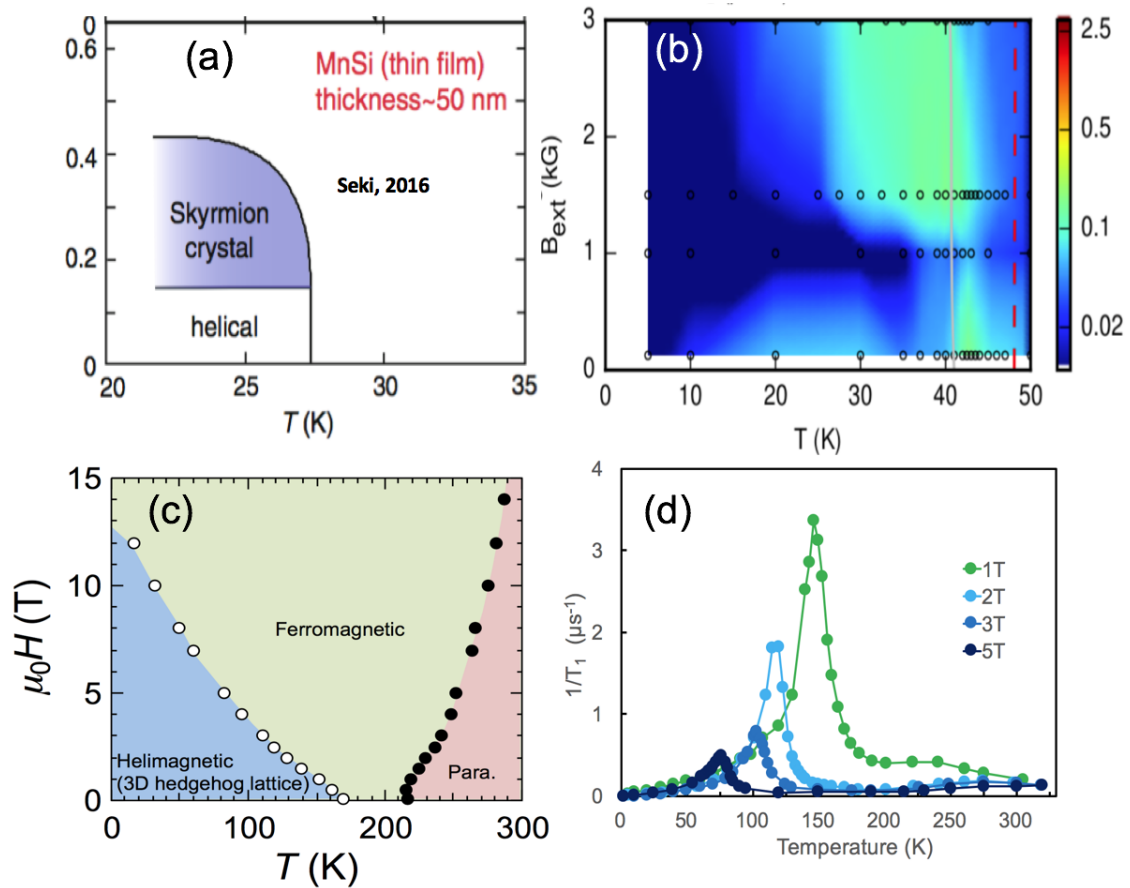 (a)
MnSi (thin film)
thickness~50 nm
Seki, 2016
Skyrmion
crystal
helical
0
0.6
0.4
0.2
0
20 25 30 35
T (K)
(b)
B_ext (kG)
3
2
1
0
0 10 20 30 40 50
T (K)
2.5
0.5
0.1
0.02
(c)
μ₀H (T)
15
10
5
0
Ferromagnetic
Helimagnetic
(3D hedgehog lattice)
Para.
0 100 200 300
T (K)
(d)
1/T₁ (μs⁻¹)
4
3
2
1
0
1T
2T
3T
5T
0 50 100 150 200 250 300
Temperature (K)